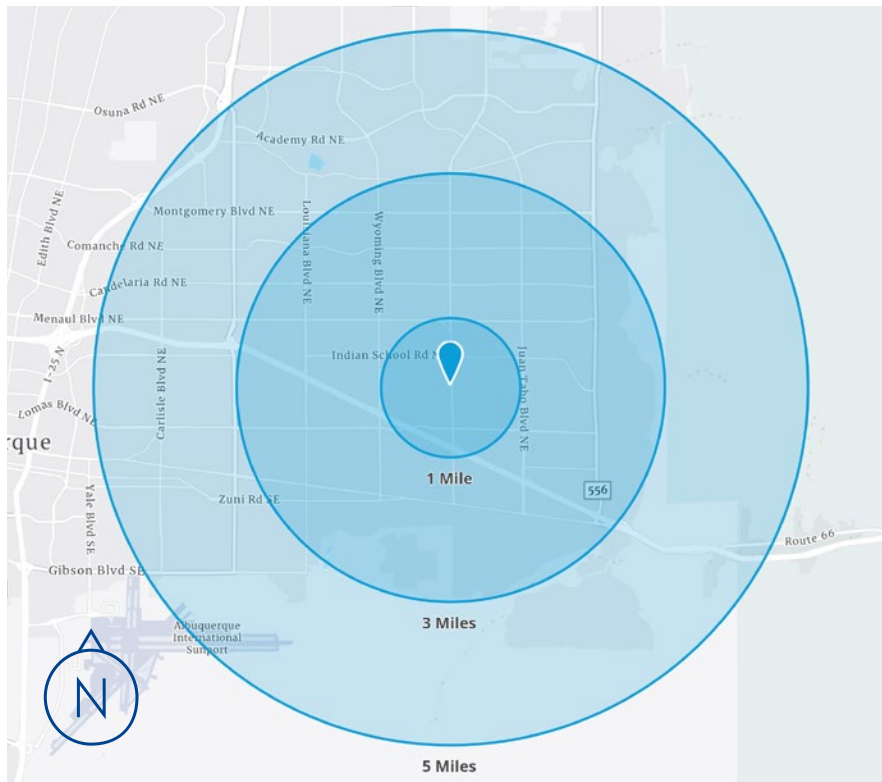 Osuna Rd NE
Academy Rd NE
Montgomery Blvd NE
Edith Blvd NE
Louisiana Blvd NE
Wyoming Blvd NE
Comanche Rd NE
Candelaria Rd NE
Menaul Blvd NE
I-25 N
Indian School Rd N
Carlisle Blvd NE
Juan Tabo Blvd NE
Lomas Blvd NE
rque
1 Mile
556
Yale Blvd SE
Zuni Rd SE
Route 66
Gibson Blvd SE
Albuquerque
International
Sunport
3 Miles
N
5 Miles